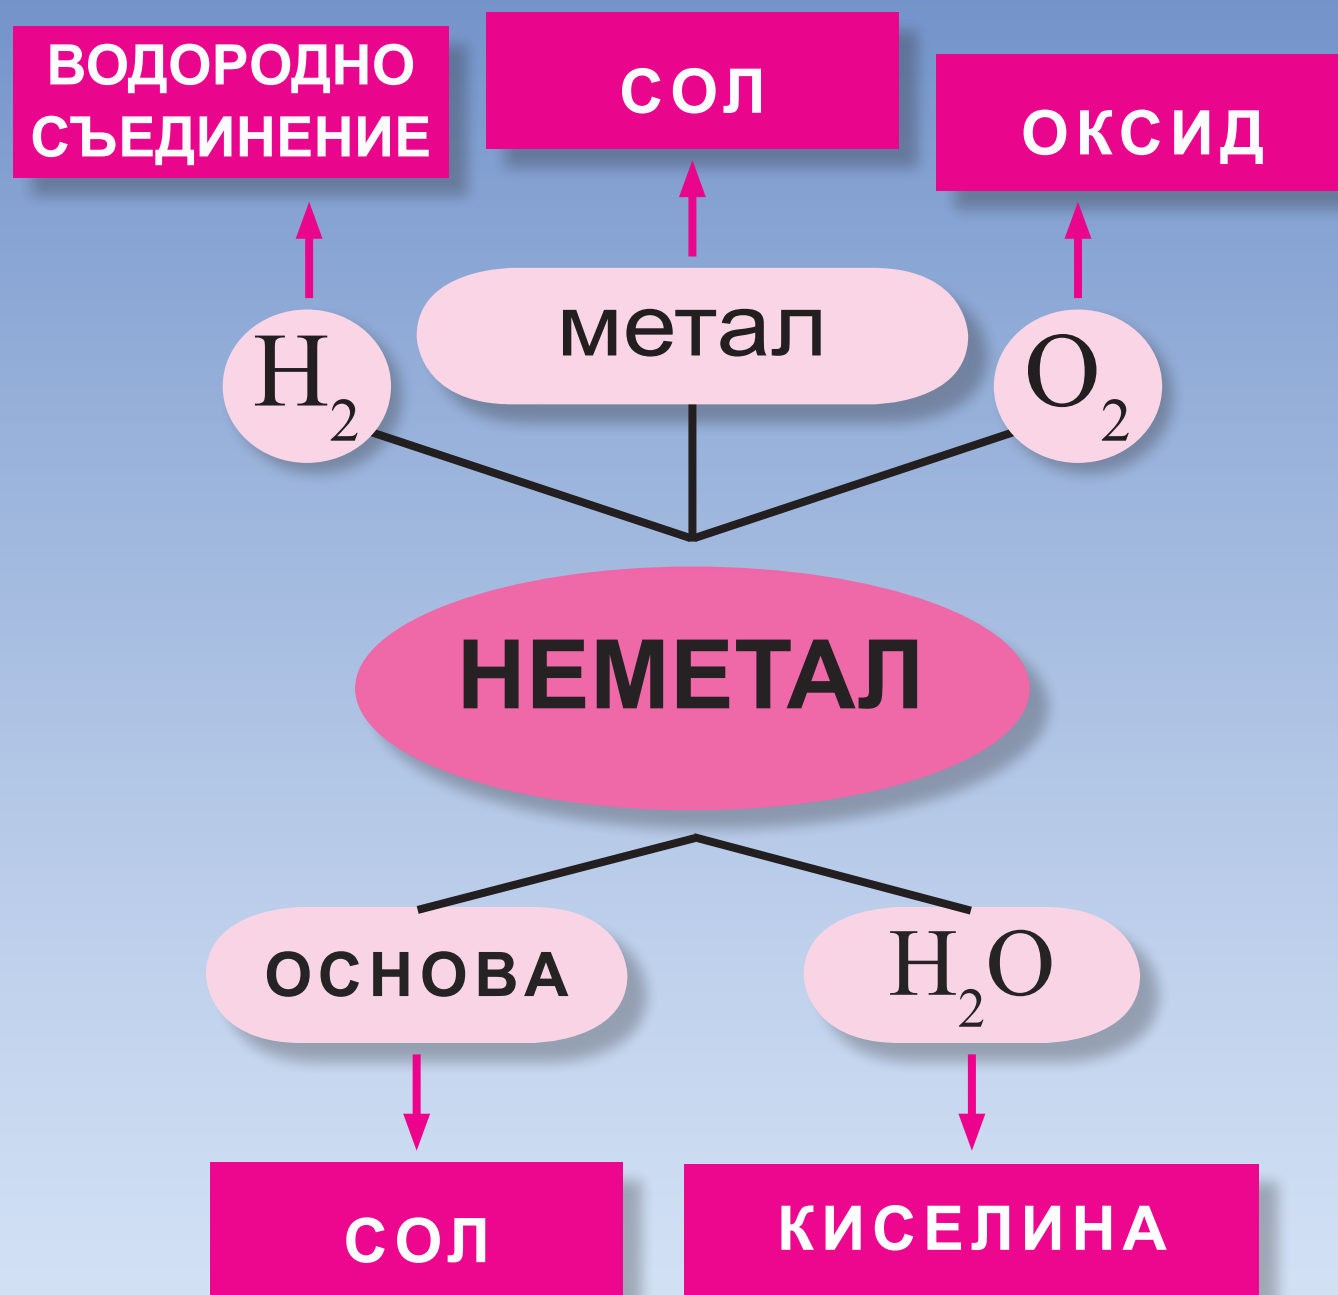 ВОДОРОДНО
СЪЕДИНЕНИЕ
СОЛ
ОКСИД
H₂
метал
O₂
НЕМЕТАЛ
ОСНОВА
H₂O
СОЛ
КИСЕЛИНА